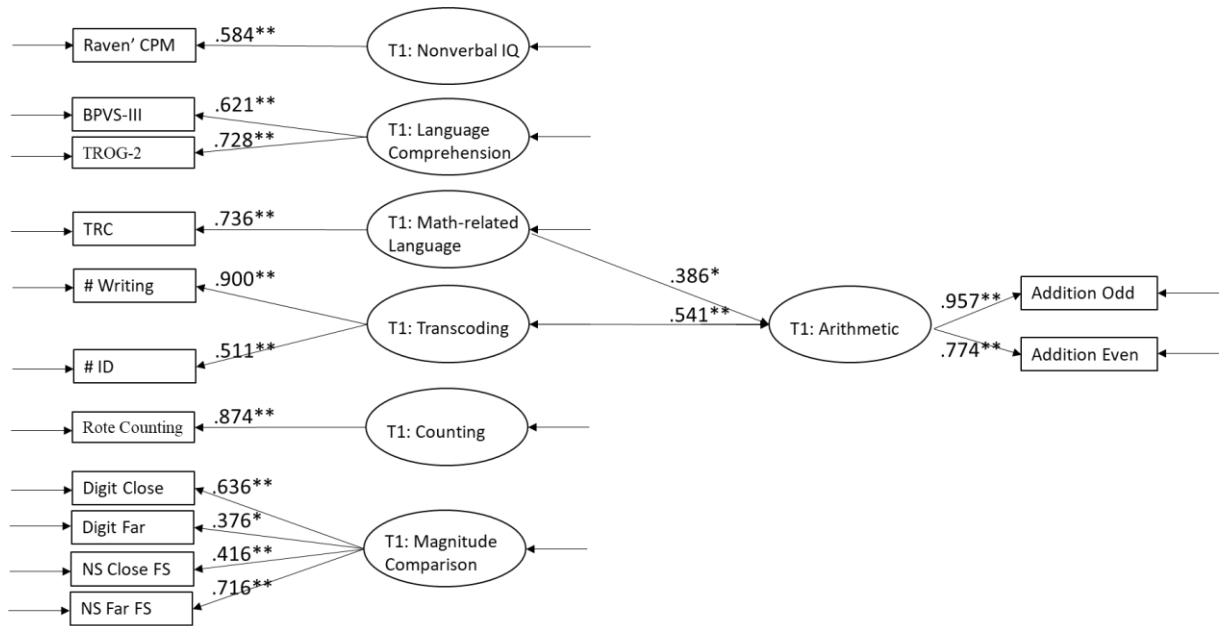 Raven' CPM
.584**
T1: Nonverbal IQ
BPVS-III
.621**
T1: Language
Comprehension
TROG-2
.728**
TRC
.736**
T1: Math-related
Language
# Writing
.900**
.386*
T1: Transcoding
.541**
T1: Arithmetic
.957**
Addition Odd
.774**
Addition Even
# ID
.511**
Rote Counting
.874**
T1: Counting
Digit Close
.636**
Digit Far
.376*
T1: Magnitude
Comparison
NS Close FS
.416**
NS Far FS
.716**